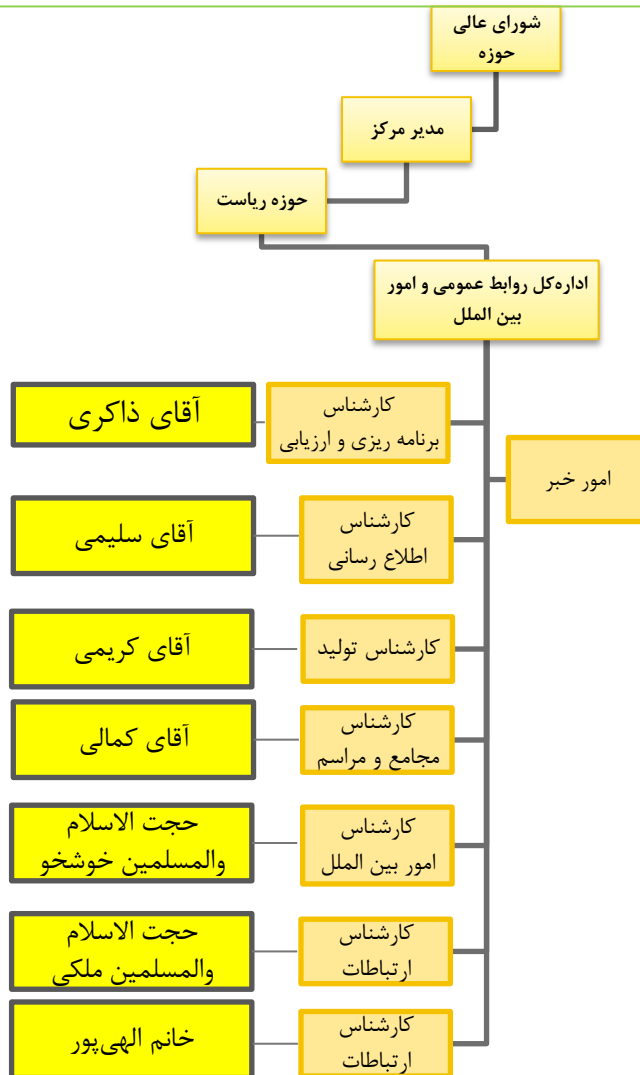 شورای عالی
حوزه
مدیر مرکز
حوزه ریاست
اداره‌کل روابط عمومی و امور
بین الملل
امور خبر
کارشناس
برنامه ریزی و ارزیابی
آقای ذاکری
کارشناس
اطلاع رسانی
آقای سلیمی
کارشناس تولید
آقای کریمی
کارشناس
مجامع و مراسم
آقای کمالی
کارشناس
امور بین الملل
حجت الاسلام
والمسلمین خوشخو
کارشناس
ارتباطات
حجت الاسلام
والمسلمین ملکی
کارشناس
ارتباطات
خانم الهی‌پور